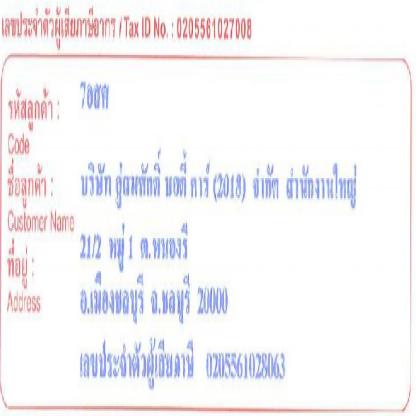 เลขประจำตัวผู้เสียภาษีอากร / Tax ID No. : 0205561027008
รหัสลูกค้า : 7อสค
Code
ชื่อลูกค้า : บริษัท คู่สมศักดิ์ บอดี้ คาร์ (2018) จำกัด สำนักงานใหญ่
Customer Name
ที่อยู่ : 21/2 หมู่ 1 ต.หนองรี
Address อ.เมืองชลบุรี จ.ชลบุรี 20000
เลขประจำตัวผู้เสียภาษี 0205561028063